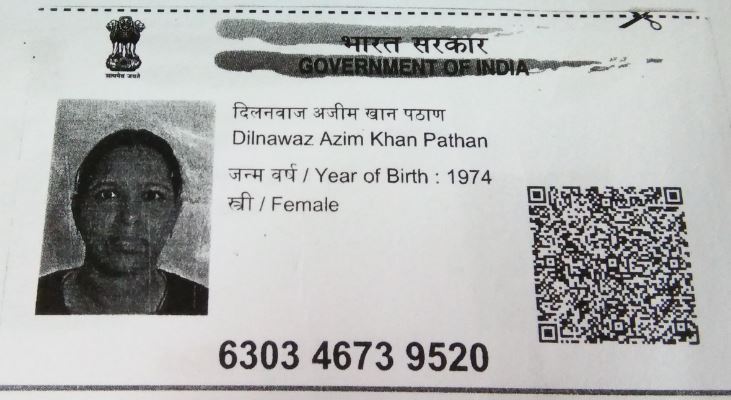 भारत सरकार
GOVERNMENT OF INDIA
सत्यमेव जयते
दिलनवाज अजीम खान पठाण
Dilnawaz Azim Khan Pathan
जन्म वर्ष / Year of Birth : 1974
स्त्री / Female
6303 4673 9520